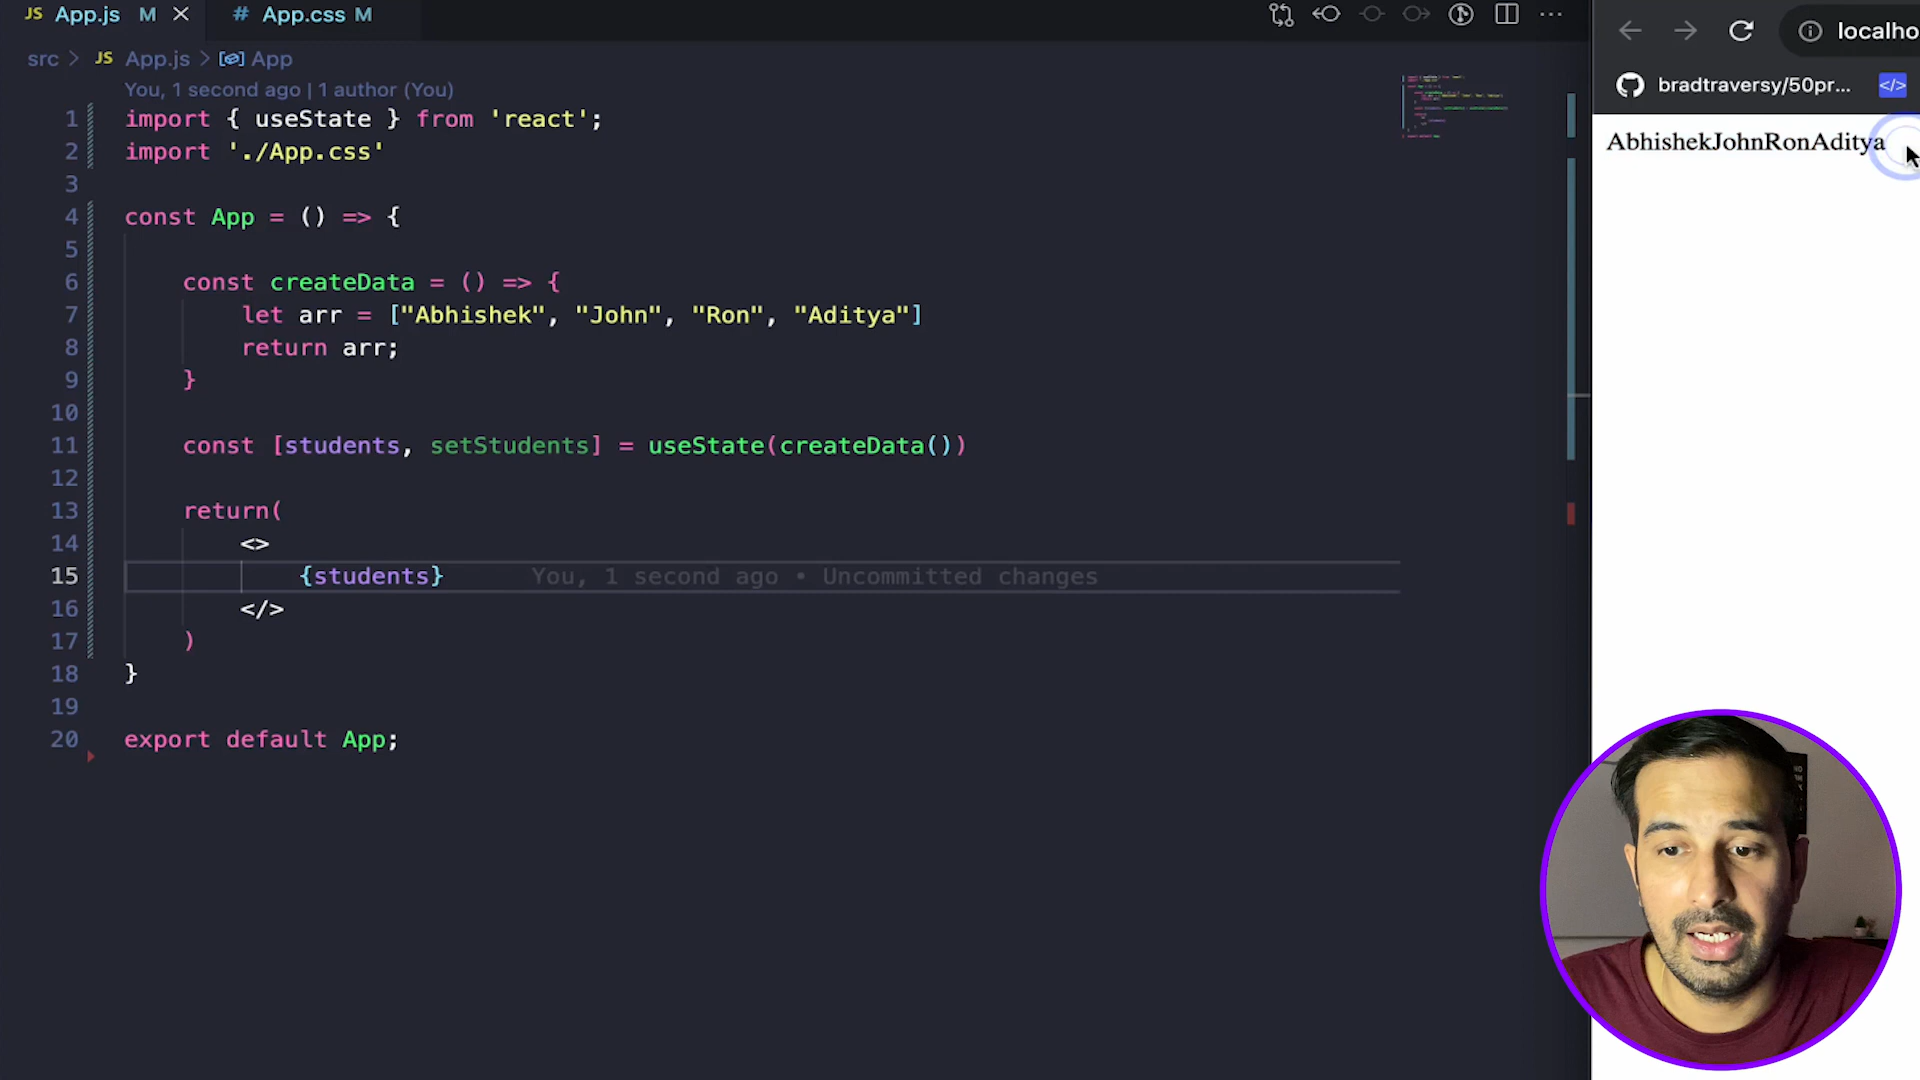 JS App.js M
# App.css M
src > JS App.js > App
You, 1 second ago | 1 author (You)
1 import { useState } from 'react';
2 import './App.css'
3
4 const App = () => {
5
6 const createData = () => {
7 let arr = ["Abhishek", "John", "Ron", "Aditya"]
8 return arr;
9 }
10
11 const [students, setStudents] = useState(createData())
12
13 return(
14 <>
15 {students} You, 1 second ago • Uncommitted changes
16 </>
17 )
18 }
19
20 export default App;
localho
bradtraversy/50pr... </>
AbhishekJohnRonAditya